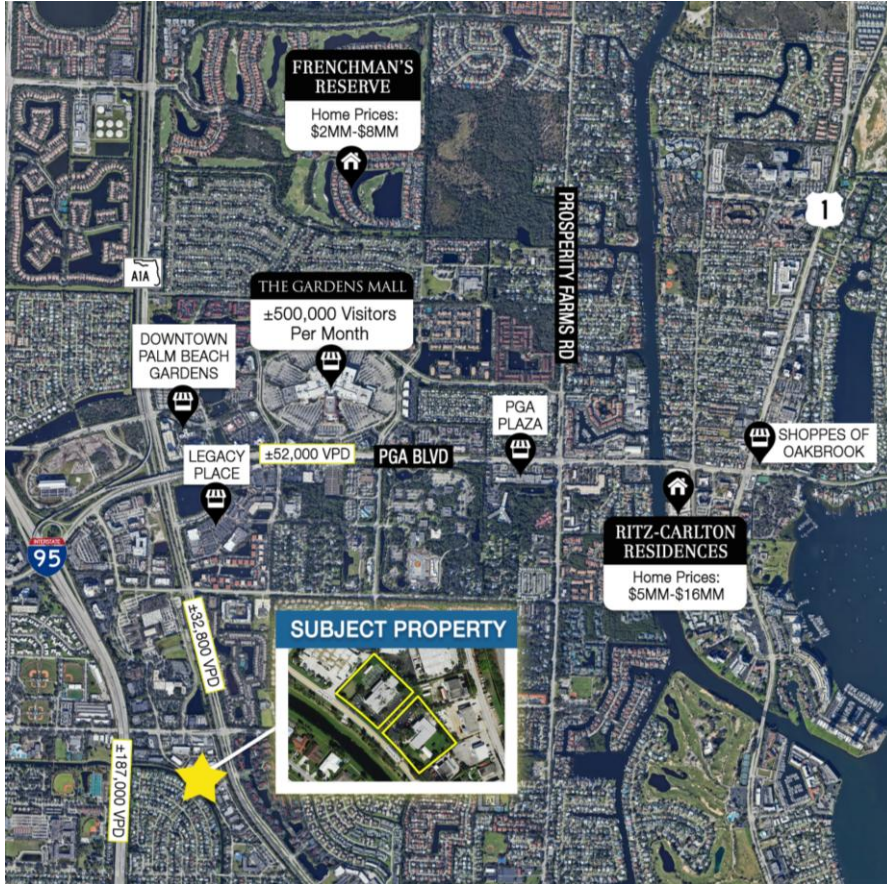 FRENCHMAN'S
RESERVE
Home Prices:
$2MM-$8MM
PROSPERITY FARMS RD
1
A1A
THE GARDENS MALL
±500,000 Visitors
Per Month
DOWNTOWN
PALM BEACH
GARDENS
PGA
PLAZA
SHOPPES OF
OAKBROOK
LEGACY
PLACE
±52,000 VPD
PGA BLVD
INTERSTATE
95
RITZ-CARLTON
RESIDENCES
Home Prices:
$5MM-$16MM
±32,800 VPD
SUBJECT PROPERTY
±187,000 VPD